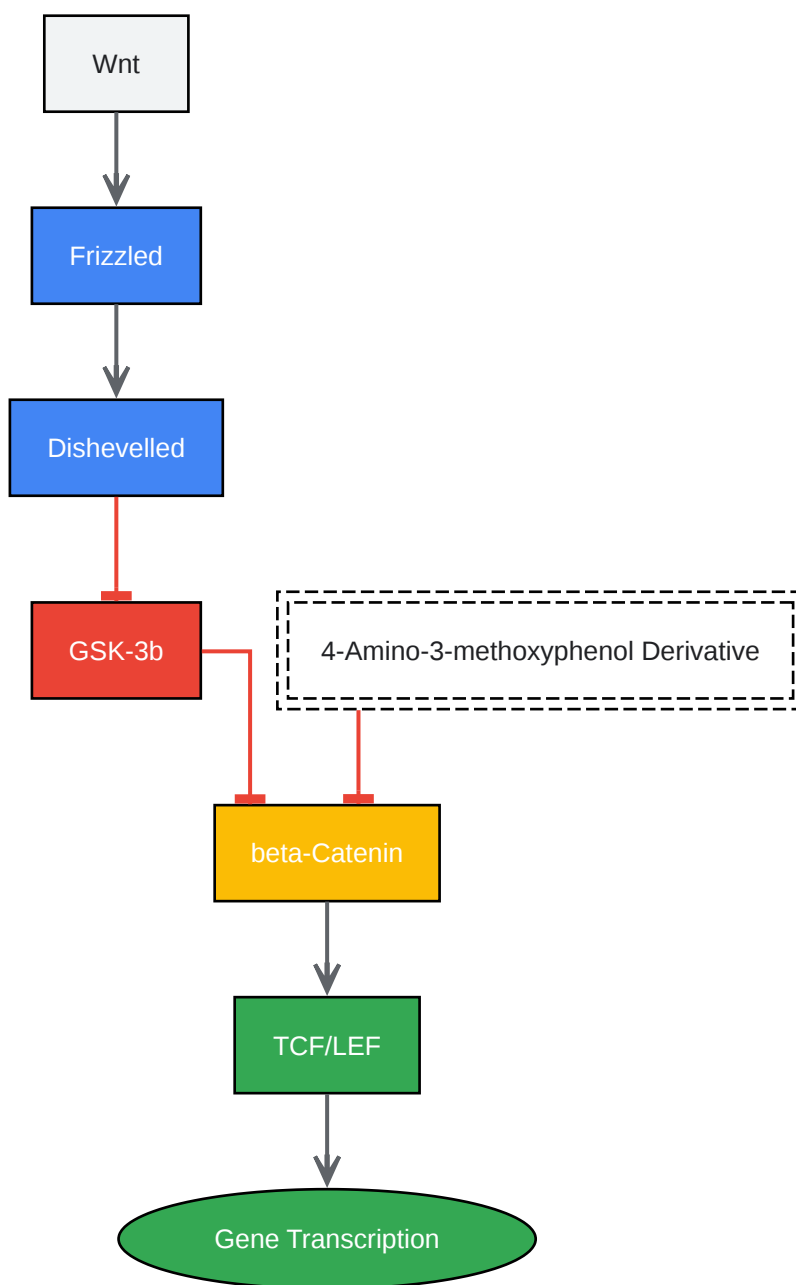 Wnt
Frizzled
Dishevelled
GSK-3b
4-Amino-3-methoxyphenol Derivative
beta-Catenin
TCF/LEF
Gene Transcription